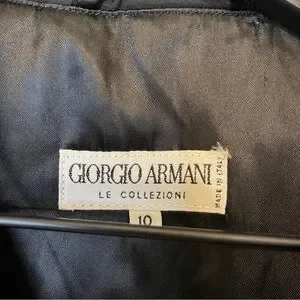 GIORGIO ARMANI
LE COLLEZIONI
MADE IN ITALY
10